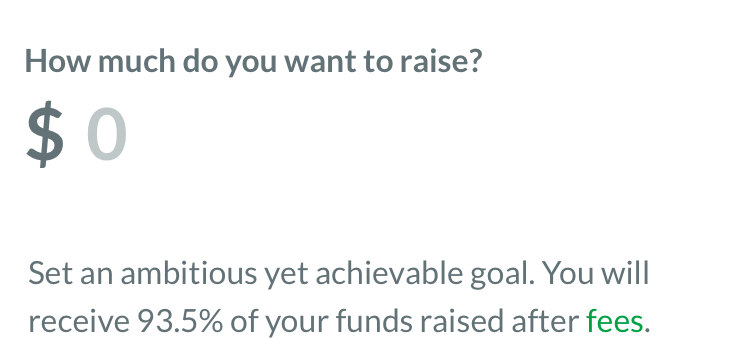 How much do you want to raise?
$ 0
Set an ambitious yet achievable goal. You will
receive 93.5% of your funds raised after fees.